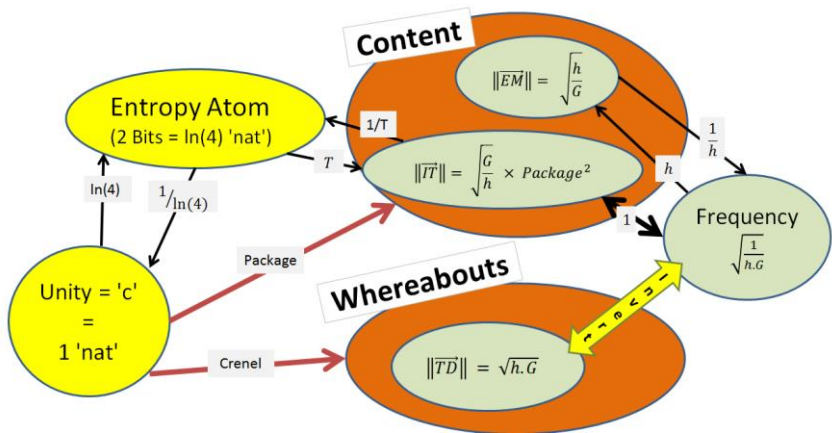 Content
‖EM⃗‖ = √(h/G)
Entropy Atom
(2 Bits = ln(4) 'nat')
1/T
T
‖IT⃗‖ = √(G/h) × Package²
1/h
h
ln(4)
1/ln(4)
1
Frequency
√(1/h.G)
Package
Unity = 'c'
=
1 'nat'
Whereabouts
Invert
Crenel
‖TD⃗‖ = √h.G